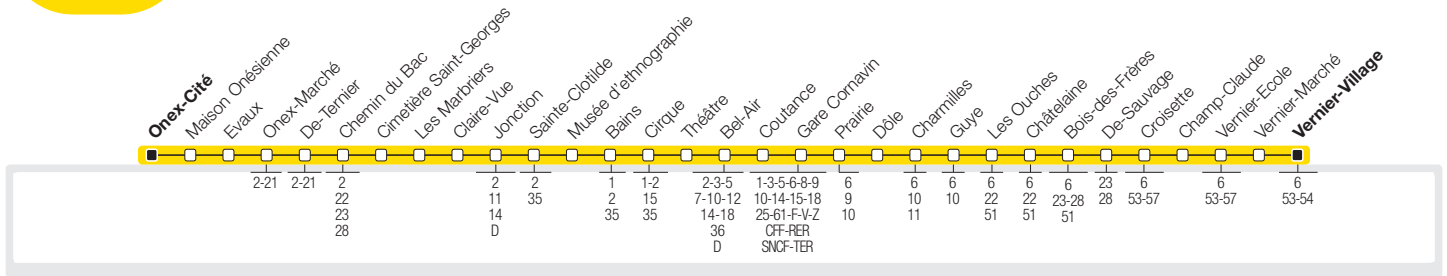 Onex-Cité
Maison Onésienne
Evaux
Onex-Marché
De-Ternier
Chemin du Bac
Cimetière Saint-Georges
Les Marbriers
Claire-Vue
Jonction
Sainte-Clotilde
Musée d'ethnographie
Bains
Cirque
Théâtre
Bel-Air
Coutance
Gare Cornavin
Prairie
Dôle
Charmilles
Guye
Les Ouches
Châtelaine
Bois-des-Frères
De-Sauvage
Croisette
Champ-Claude
Vernier-Ecole
Vernier-Marché
Vernier-Village
2-21
2-21
2
22
23
28
2
11
14
D
2
35
1
2
35
1-2
15
35
2-3-5
7-10-12
14-18
36
D
1-3-5-6-8-9
10-14-15-18
25-61-F-V-Z
CFF-RER
SNCF-TER
6
9
10
6
10
11
6
10
6
22
51
6
22
51
6
23-28
51
23
28
6
53-57
6
53-57
6
53-54